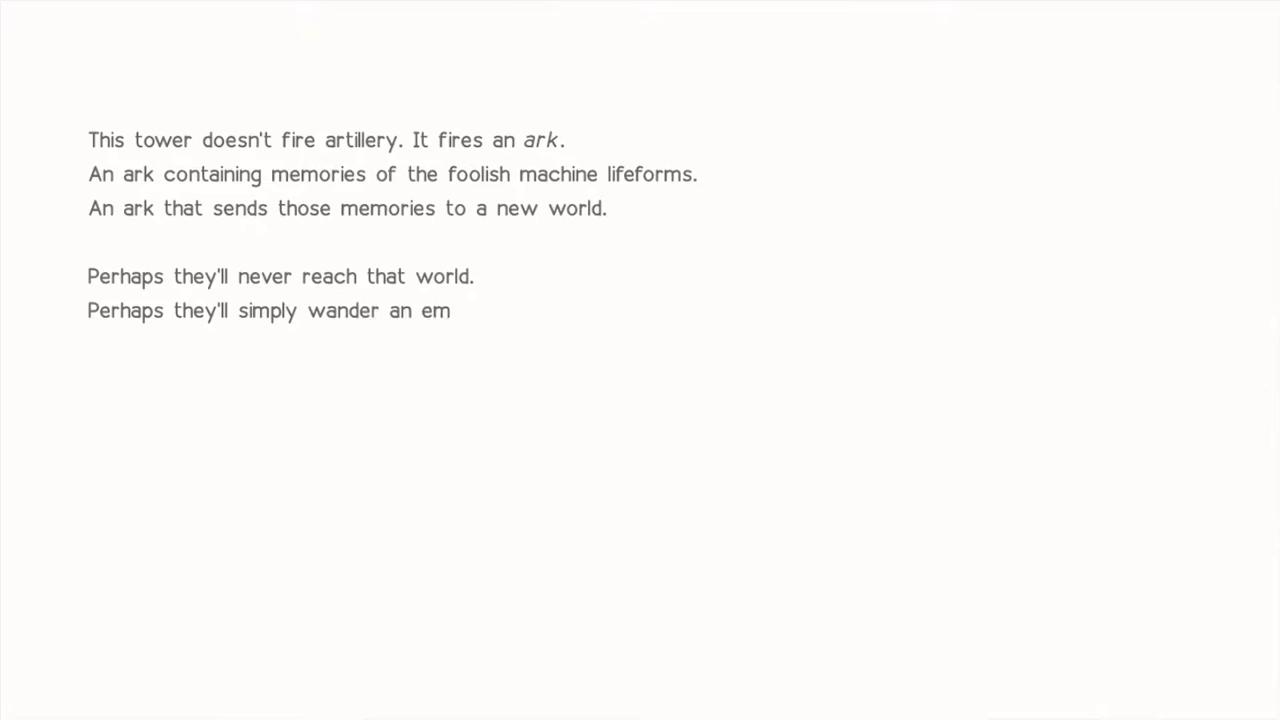 This tower doesn't fire artillery. It fires an ark.
An ark containing memories of the foolish machine lifeforms.
An ark that sends those memories to a new world.
Perhaps they'll never reach that world.
Perhaps they'll simply wander an em